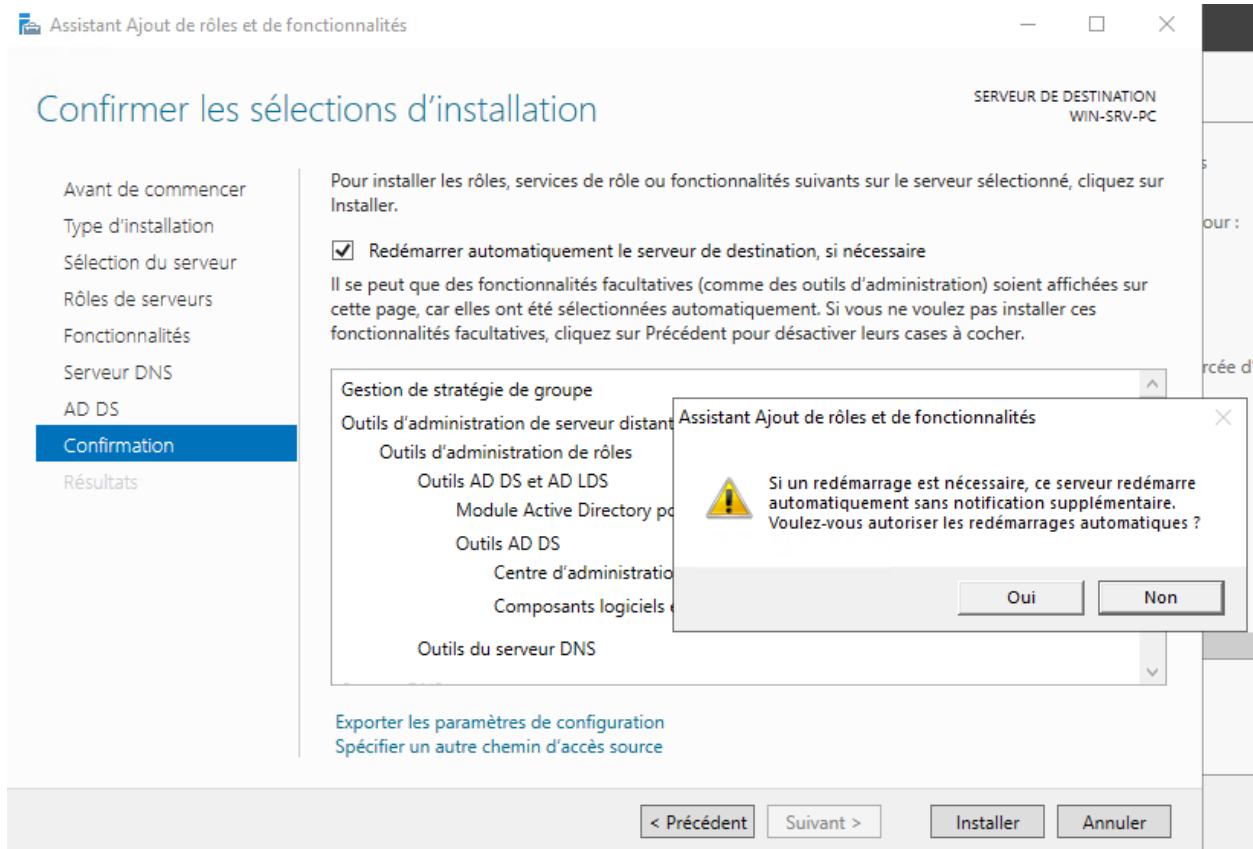 Assistant Ajout de rôles et de fonctionnalités
Confirmer les sélections d'installation
SERVEUR DE DESTINATION
WIN-SRV-PC
Avant de commencer
Type d'installation
Sélection du serveur
Rôles de serveurs
Fonctionnalités
Serveur DNS
AD DS
Confirmation
Résultats
Pour installer les rôles, services de rôle ou fonctionnalités suivants sur le serveur sélectionné, cliquez sur
Installer.
Redémarrer automatiquement le serveur de destination, si nécessaire
Il se peut que des fonctionnalités facultatives (comme des outils d'administration) soient affichées sur
cette page, car elles ont été sélectionnées automatiquement. Si vous ne voulez pas installer ces
fonctionnalités facultatives, cliquez sur Précédent pour désactiver leurs cases à cocher.
Gestion de stratégie de groupe
Outils d'administration de serveur distant
Outils d'administration de rôles
Outils AD DS et AD LDS
Module Active Directory po
Outils AD DS
Centre d'administratio
Composants logiciels
Outils du serveur DNS
Assistant Ajout de rôles et de fonctionnalités
Si un redémarrage est nécessaire, ce serveur redémarre
automatiquement sans notification supplémentaire.
Voulez-vous autoriser les redémarrages automatiques ?
Oui
Non
Exporter les paramètres de configuration
Spécifier un autre chemin d'accès source
< Précédent
Suivant >
Installer
Annuler
our :
rcée d'